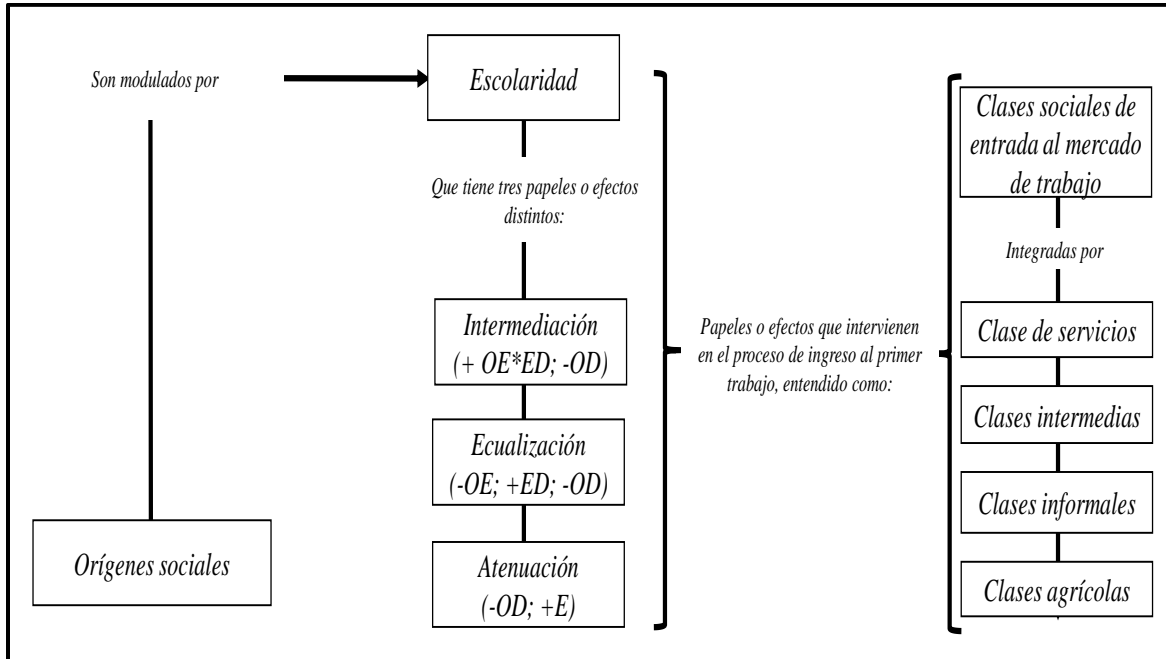 Son modulados por
Orígenes sociales
Escolaridad
Que tiene tres papeles o efectos
distintos:
Intermediación
(+ OE*ED; -OD)
Ecualización
(-OE; +ED; -OD)
Atenuación
(-OD; +E)
Papeles o efectos que intervienen
en el proceso de ingreso al primer
trabajo, entendido como:
Clases sociales de
entrada al mercado
de trabajo
Integradas por
Clase de servicios
Clases intermedias
Clases informales
Clases agrícolas